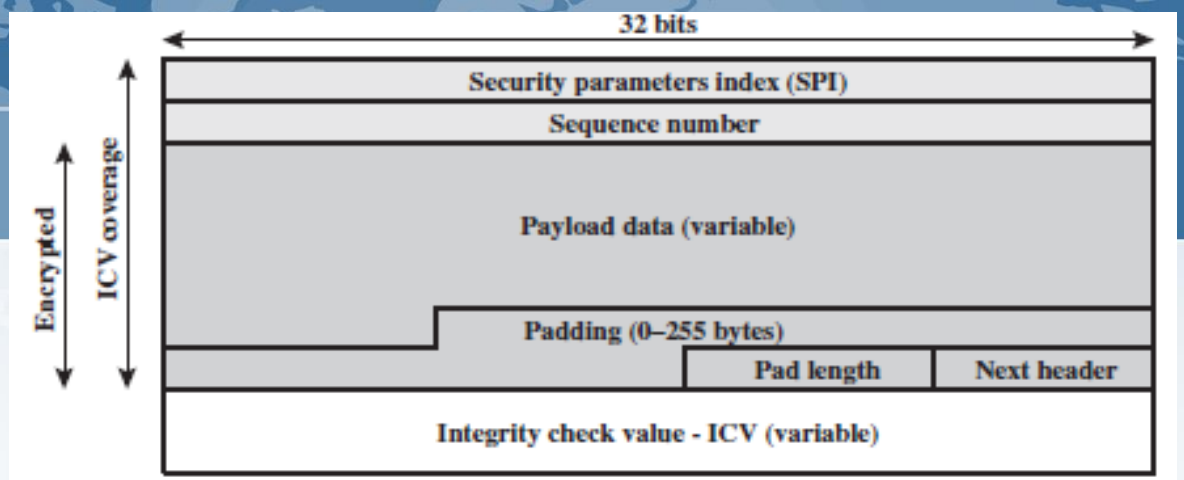 32 bits
Security parameters index (SPI)
Sequence number
Encrypted
ICV coverage
Payload data (variable)
Padding (0–255 bytes)
Pad length
Next header
Integrity check value - ICV (variable)